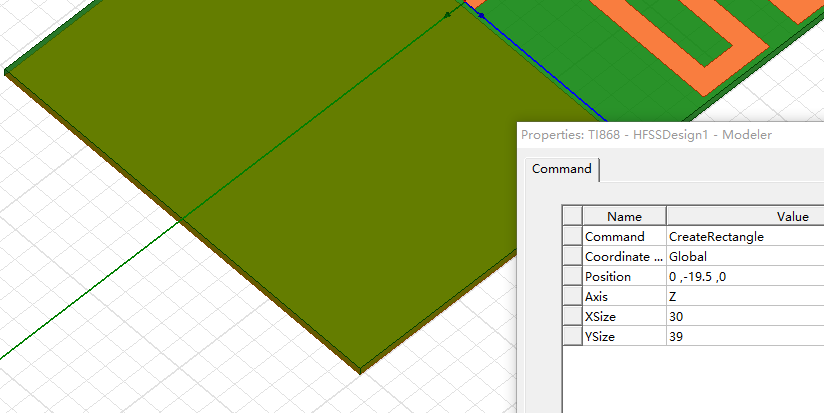 Properties: TI868 - HFSSDesign1 - Modeler
Command
Name Value
Command CreateRectangle
Coordinate ... Global
Position 0 ,-19.5 ,0
Axis Z
XSize 30
YSize 39